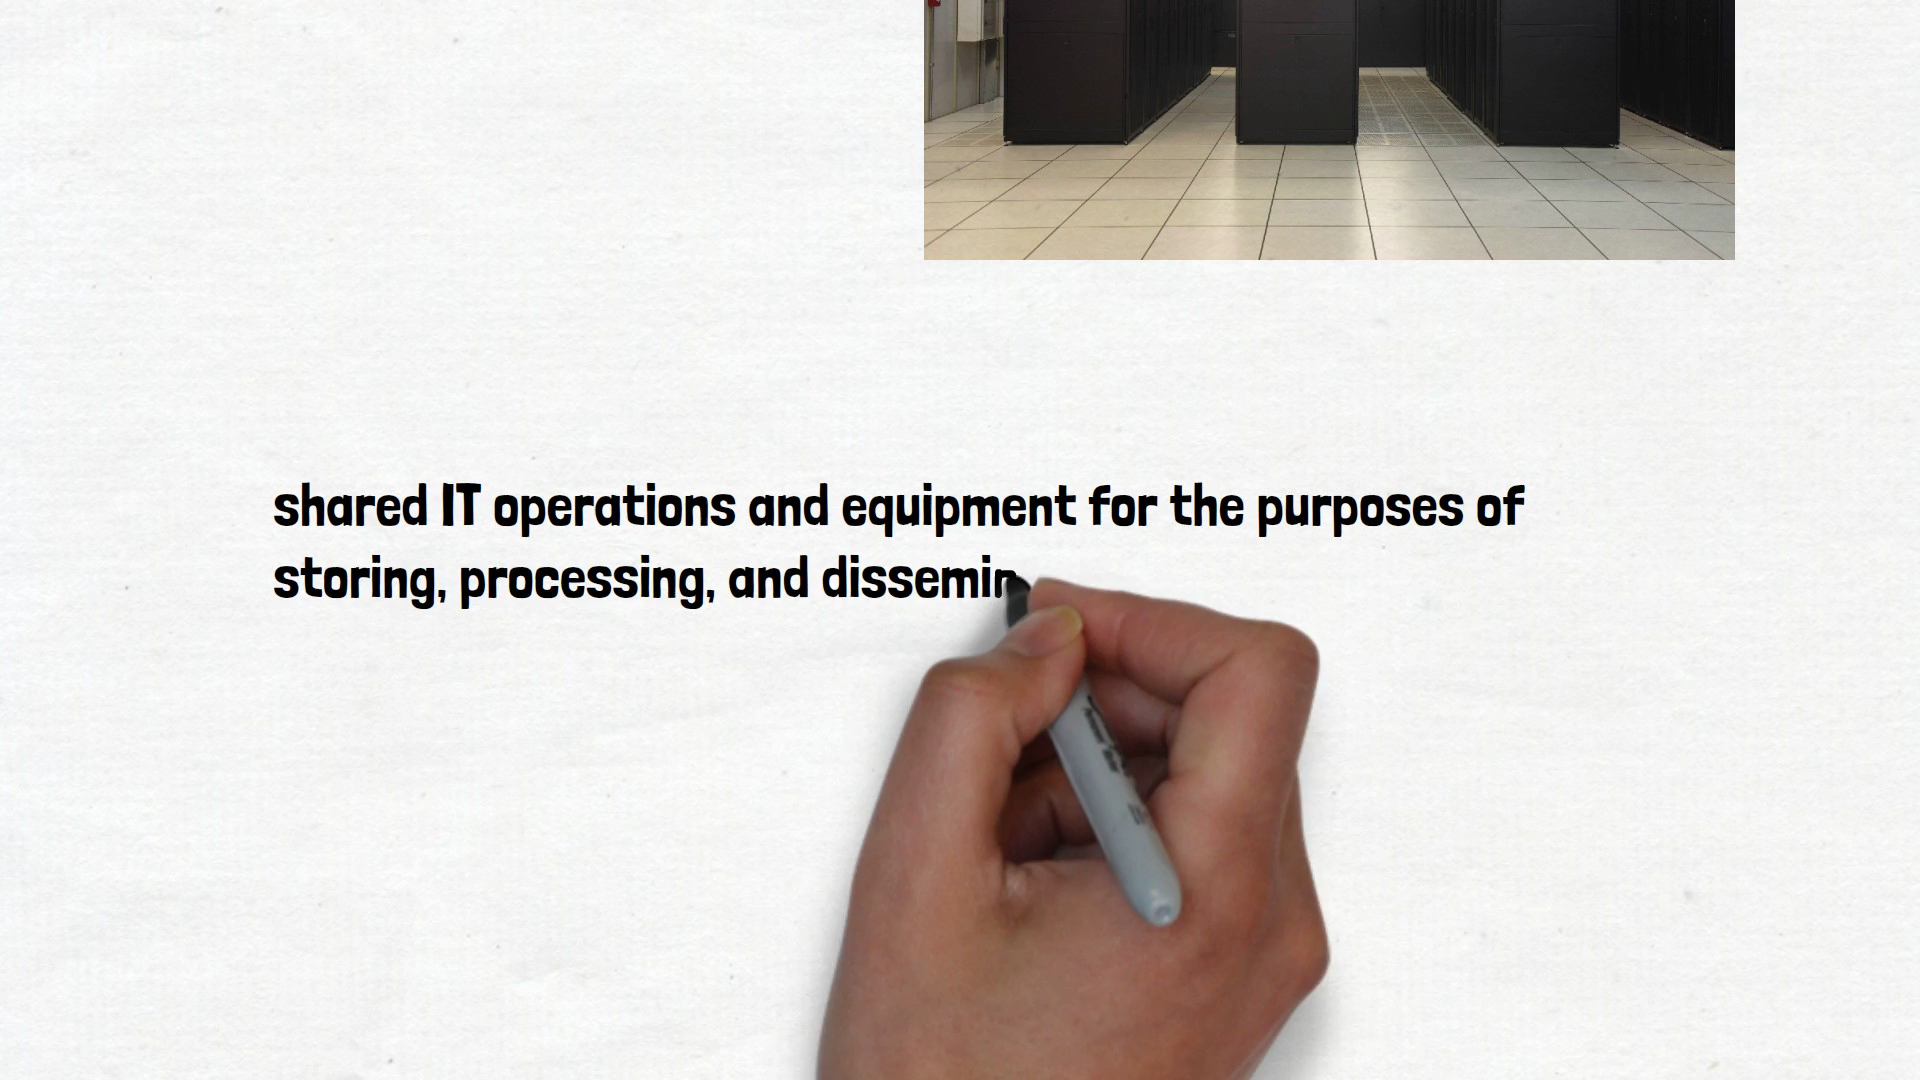 shared IT operations and equipment for the purposes of
storing, processing, and dissemin